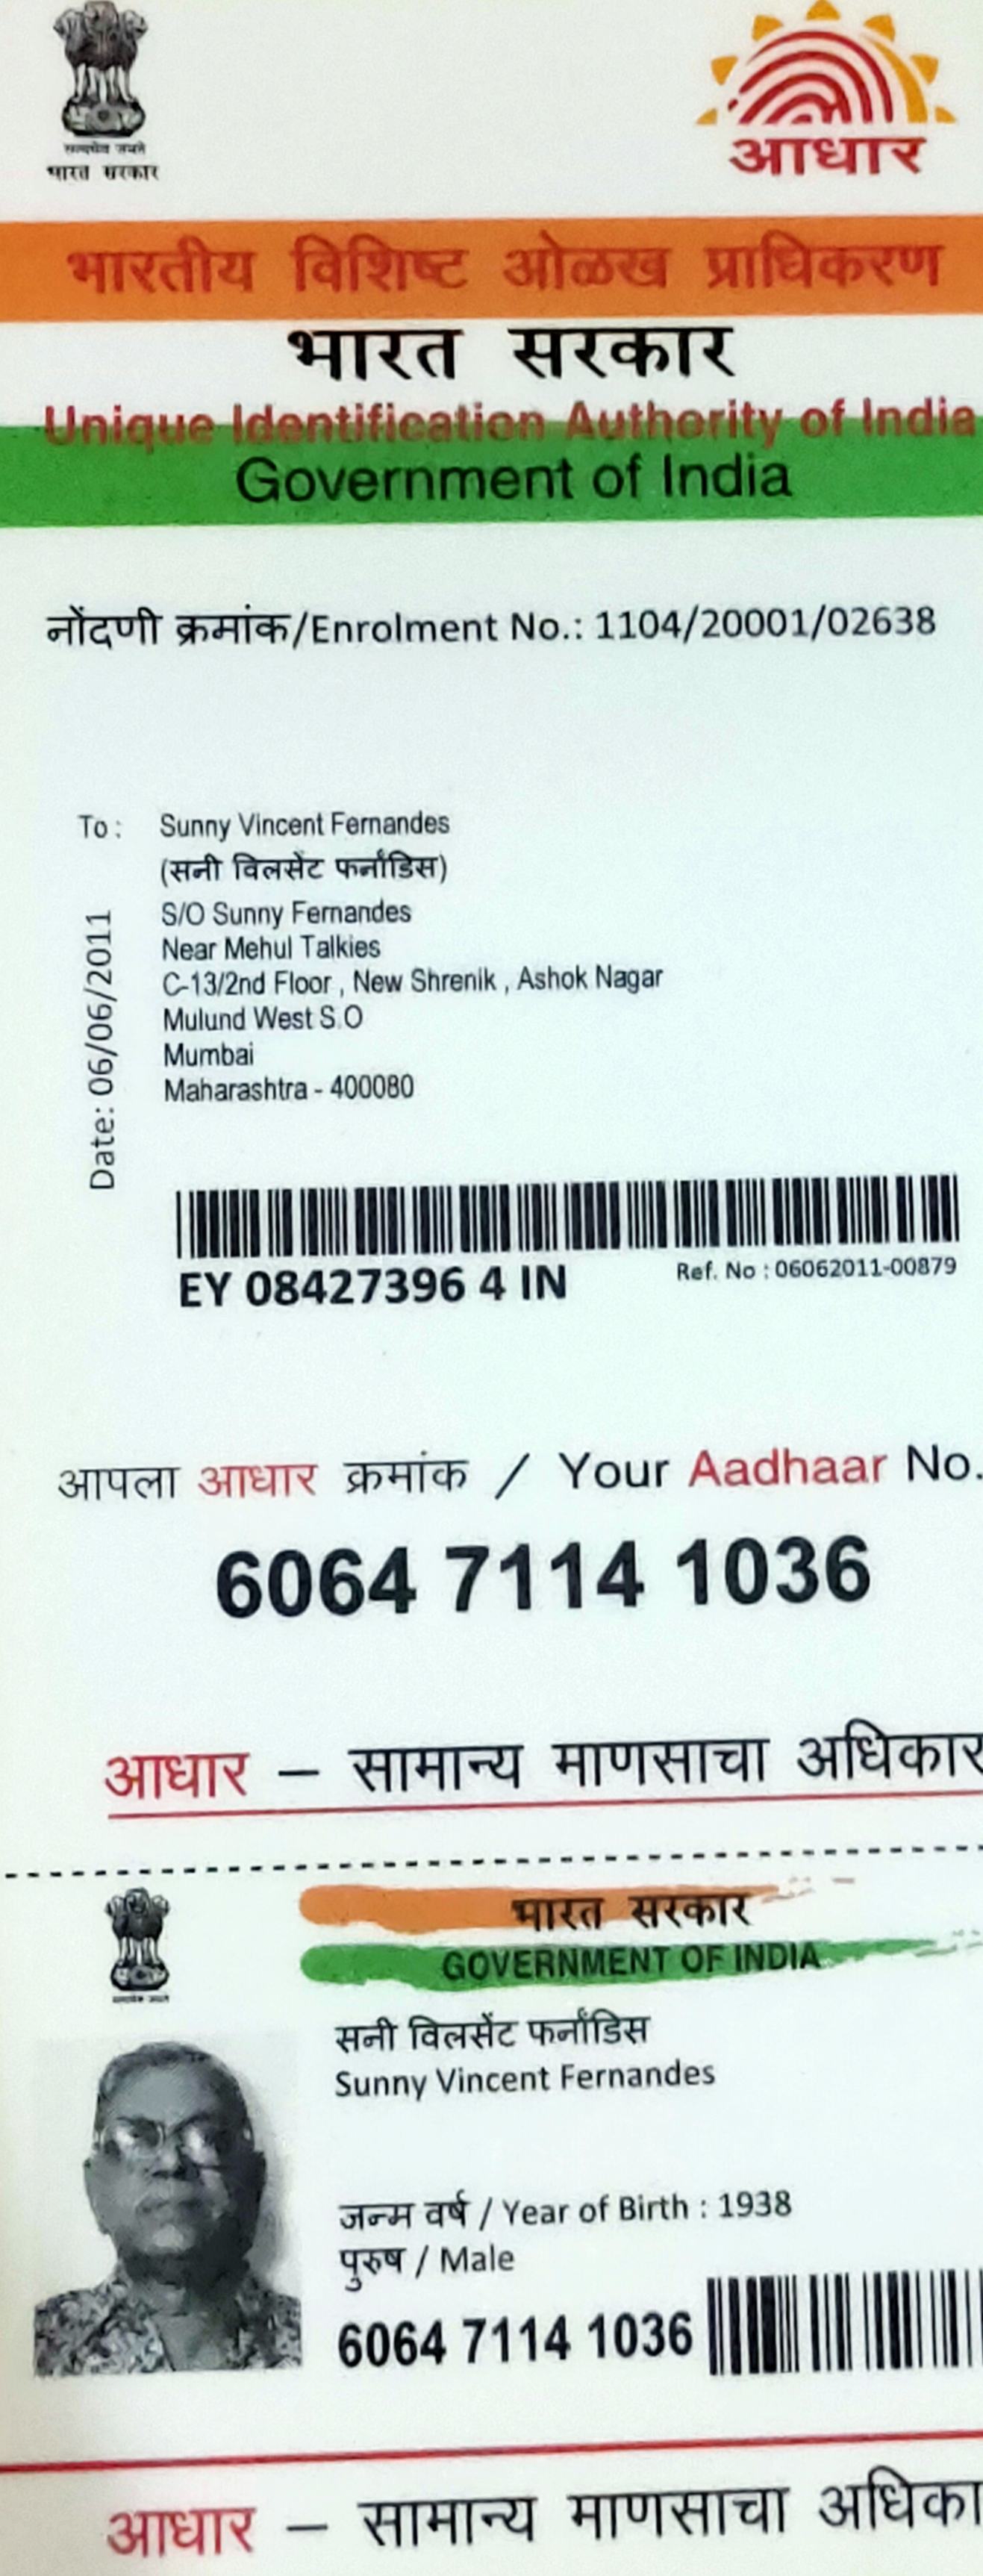 सत्यमेव जयते
भारत सरकार
आधार
भारतीय विशिष्ट ओळख प्राधिकरण
भारत सरकार
Unique Identification Authority of India
Government of India
नोंदणी क्रमांक/Enrolment No.: 1104/20001/02638
To : Sunny Vincent Fernandes
(सनी विलसेंट फर्नांडिस)
S/O Sunny Fernandes
Near Mehul Talkies
C-13/2nd Floor , New Shrenik , Ashok Nagar
Mulund West S.O
Mumbai
Maharashtra - 400080
Date: 06/06/2011
EY 08427396 4 IN
Ref. No : 06062011-00879
आपला आधार क्रमांक / Your Aadhaar No.
6064 7114 1036
आधार – सामान्य माणसाचा अधिकार
भारत सरकार
GOVERNMENT OF INDIA
सनी विलसेंट फर्नांडिस
Sunny Vincent Fernandes
जन्म वर्ष / Year of Birth : 1938
पुरुष / Male
6064 7114 1036
आधार – सामान्य माणसाचा